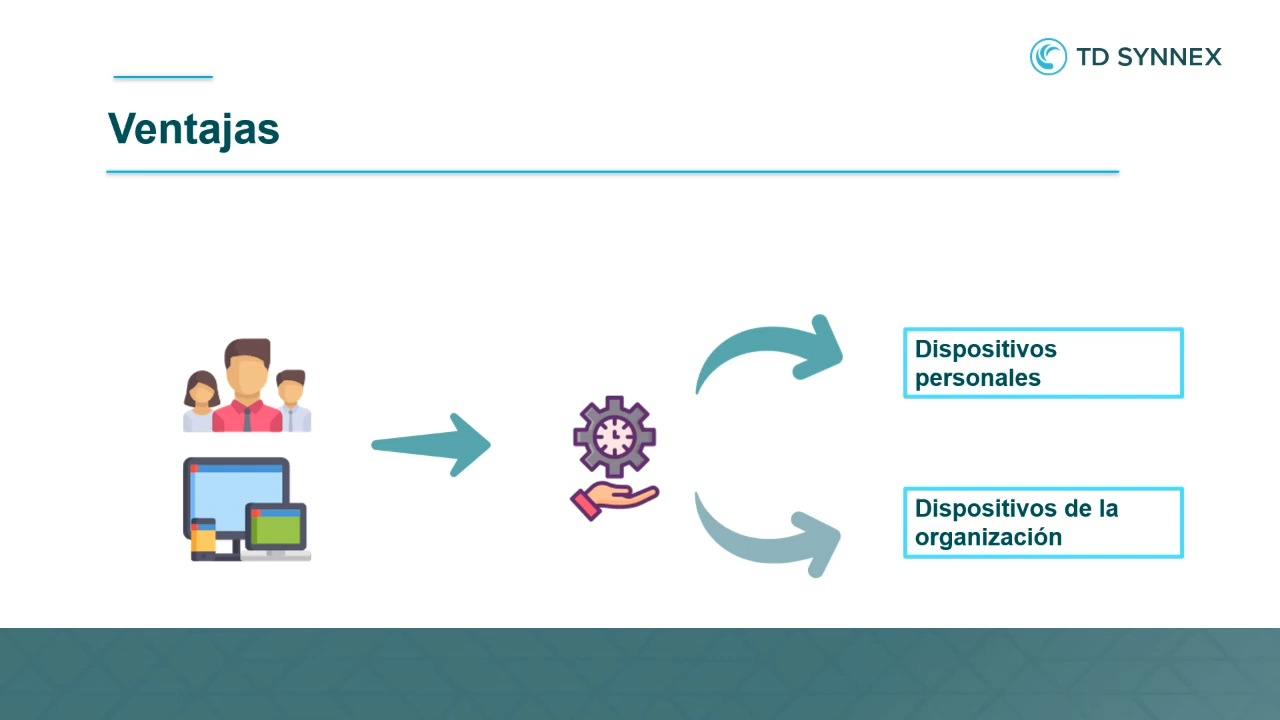 TD SYNNEX
Ventajas
Dispositivos
personales
Dispositivos de la
organización